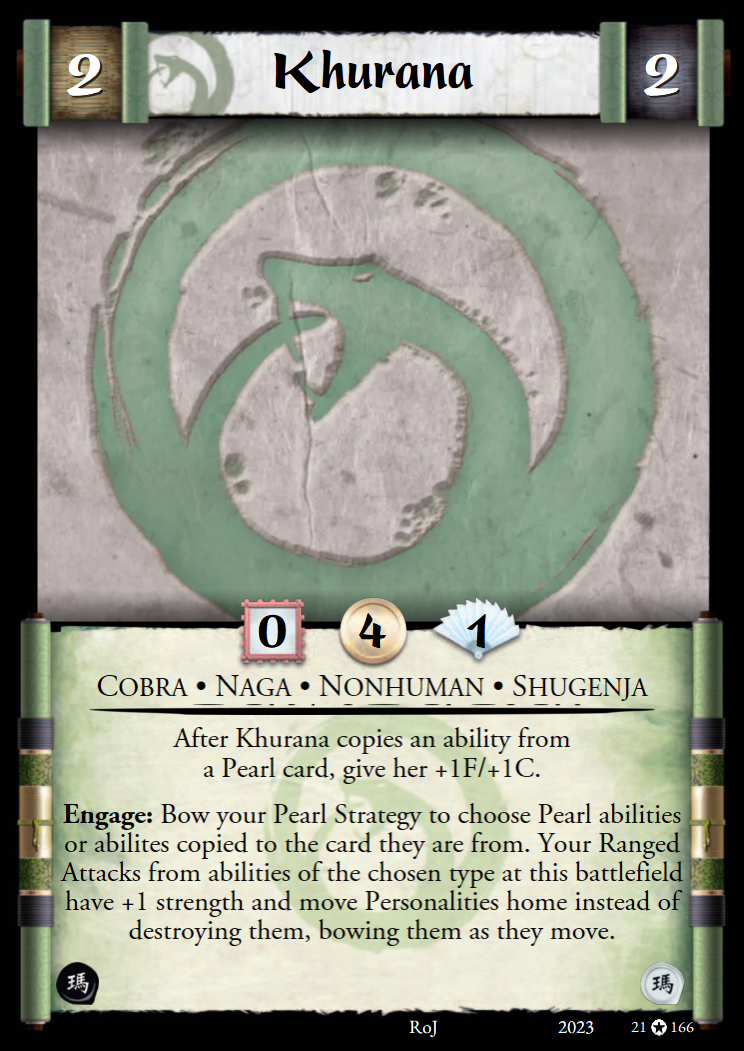 2 Khurana 2
0 4 1
COBRA • NAGA • NONHUMAN • SHUGENJA
After Khurana copies an ability from
a Pearl card, give her +1F/+1C.
Engage: Bow your Pearl Strategy to choose Pearl abilities
or abilites copied to the card they are from. Your Ranged
Attacks from abilities of the chosen type at this battlefield
have +1 strength and move Personalities home instead of
destroying them, bowing them as they move.
瑪 瑪
RoJ 2023 21 ✪ 166